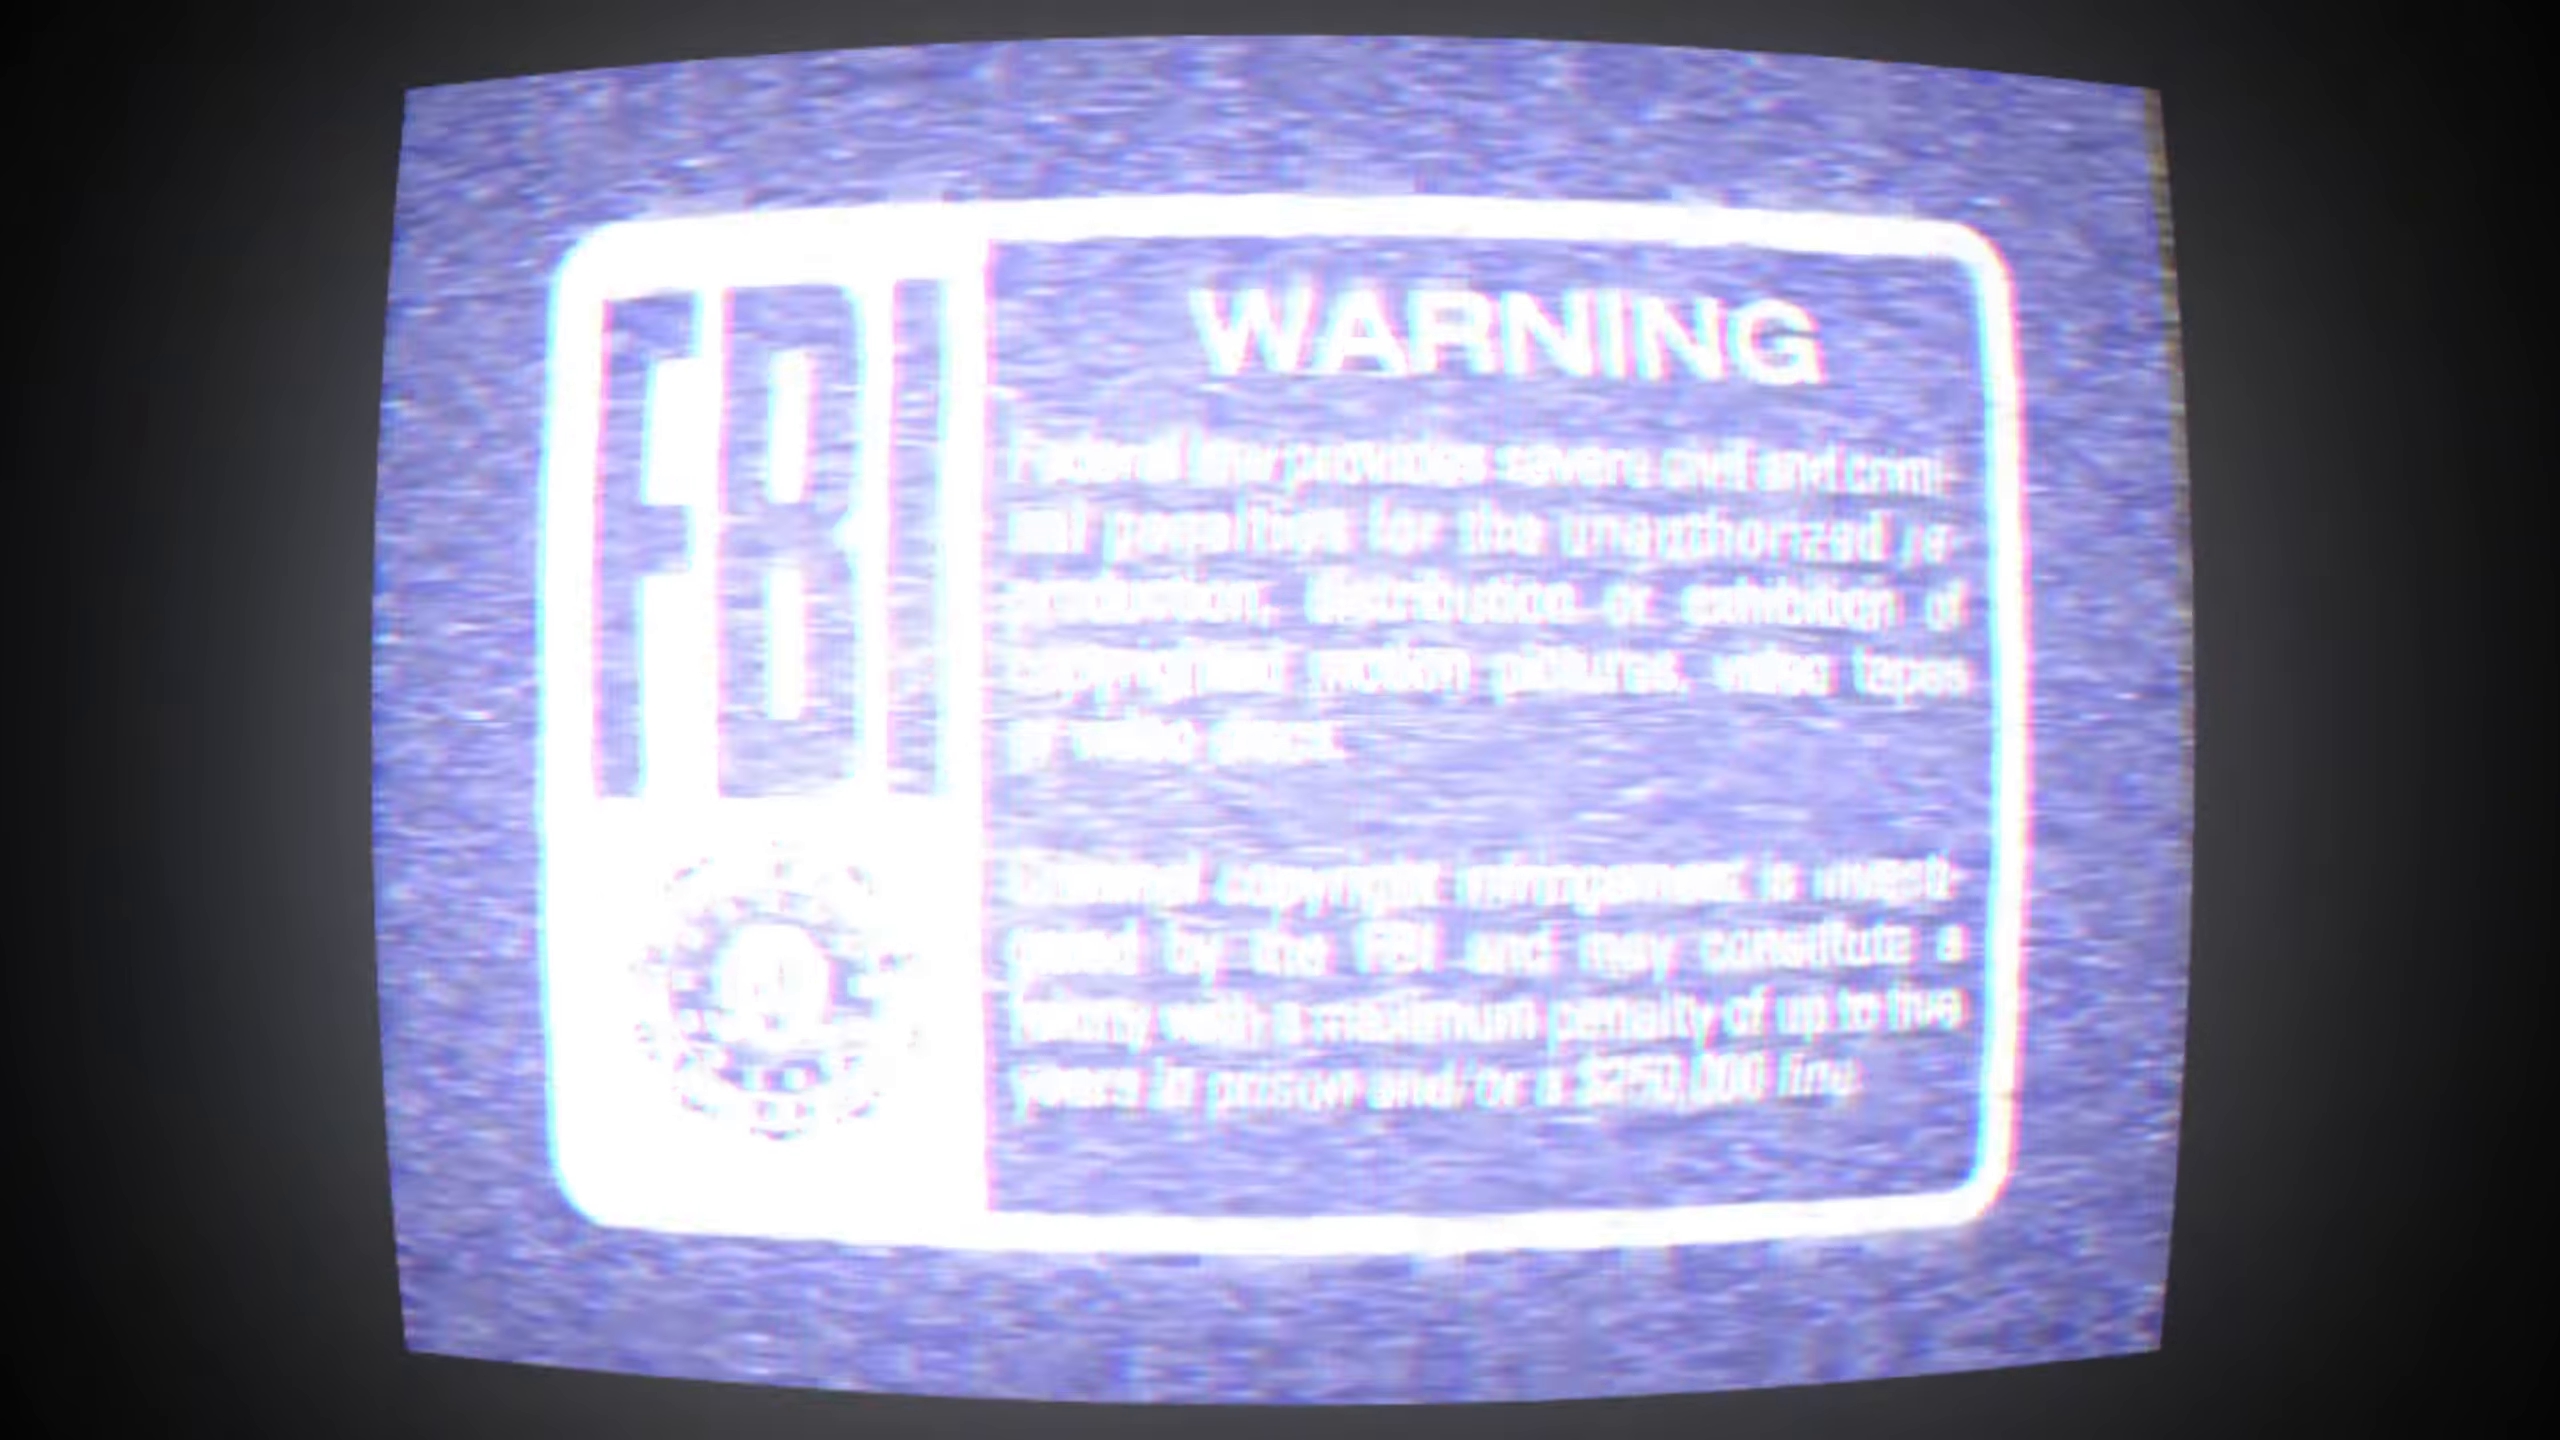 FBI
WARNING
Federal law provides severe civil and crimi-
nal penalties for the unauthorized re-
production, distribution or exhibition of
copyrighted motion pictures, video tapes
or video discs.
Criminal copyright infringement is investi-
gated by the FBI and may constitute a
felony with a maximum penalty of up to five
years in prison and/or a $250,000 fine.